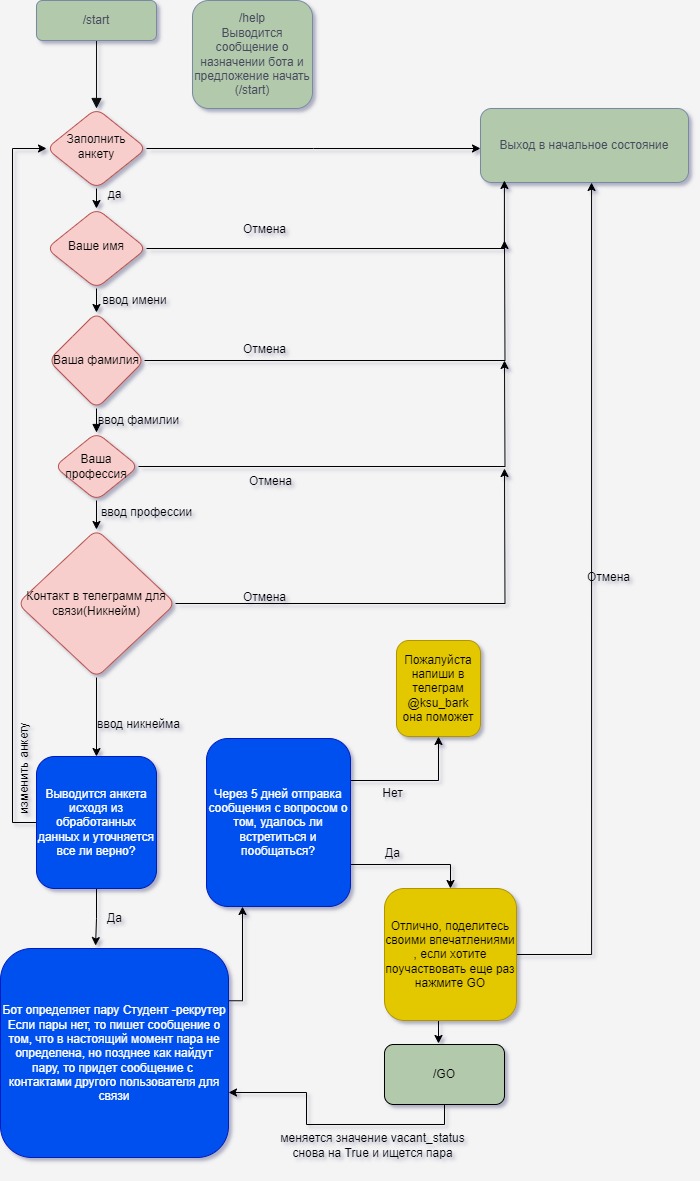 /start
/help
Выводится
сообщение о
назначении бота и
предложение начать
(/start)
Заполнить
анкету
Выход в начальное состояние
да
Ваше имя
Отмена
ввод имени
Ваша фамилия
Отмена
ввод фамилии
Ваша
профессия
Отмена
ввод профессии
Контакт в телеграмм для
связи(Никнейм)
Отмена
Отмена
ввод никнейма
изменить анкету
Пожалуйста
напиши в
телеграм
@ksu_bark
она поможет
Выводится анкета
исходя из
обработанных
данных и уточняется
все ли верно?
Через 5 дней отправка
сообщения с вопросом о
том, удалось ли
встретиться и
пообщаться?
Нет
Да
Да
Отлично, поделитесь
своими впечатлениями
, если хотите
поучаствовать еще раз
нажмите GO
Бот определяет пару Студент -рекрутер
Если пары нет, то пишет сообщение о
том, что в настоящий момент пара не
определена, но позднее как найдут
пару, то придет сообщение с
контактами другого пользователя для
связи
/GO
меняется значение vacant_status
снова на True и ищется пара